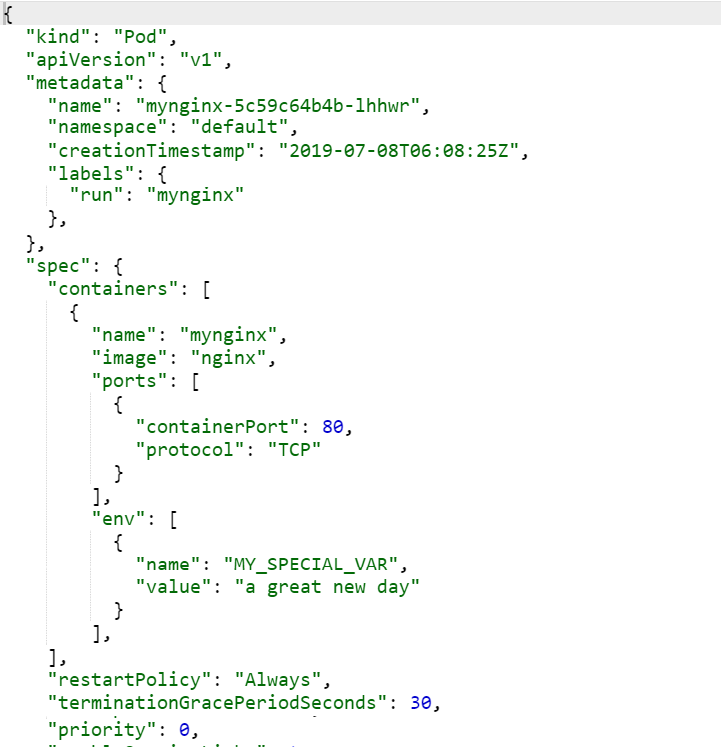 {
  "kind": "Pod",
  "apiVersion": "v1",
  "metadata": {
    "name": "mynginx-5c59c64b4b-lhhwr",
    "namespace": "default",
    "creationTimestamp": "2019-07-08T06:08:25Z",
    "labels": {
      "run": "mynginx"
    },
  },
  "spec": {
    "containers": [
      {
        "name": "mynginx",
        "image": "nginx",
        "ports": [
          {
            "containerPort": 80,
            "protocol": "TCP"
          }
        ],
        "env": [
          {
            "name": "MY_SPECIAL_VAR",
            "value": "a great new day"
          }
        ],
    ],
    "restartPolicy": "Always",
    "terminationGracePeriodSeconds": 30,
    "priority": 0,